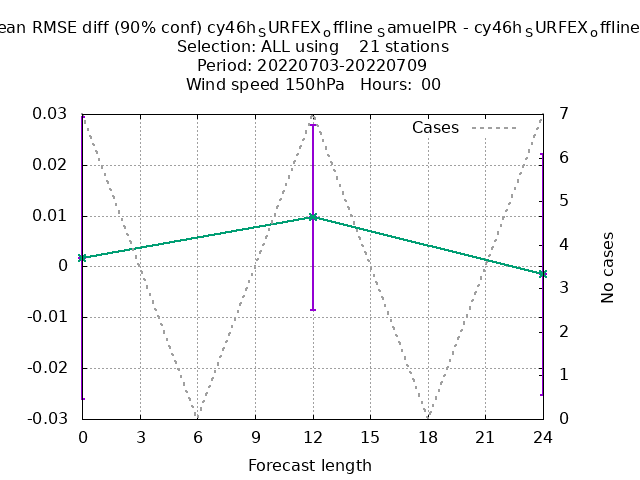 ean RMSE diff (90% conf) cy46h_SURFEX_offline_SamuelPR - cy46h_SURFEX_offline
Selection: ALL using 21 stations
Period: 20220703-20220709
Wind speed 150hPa Hours: 00
Cases
0.03
0.02
0.01
0
-0.01
-0.02
-0.03
7
6
5
4
3
2
1
0
No cases
0 3 6 9 12 15 18 21 24
Forecast length